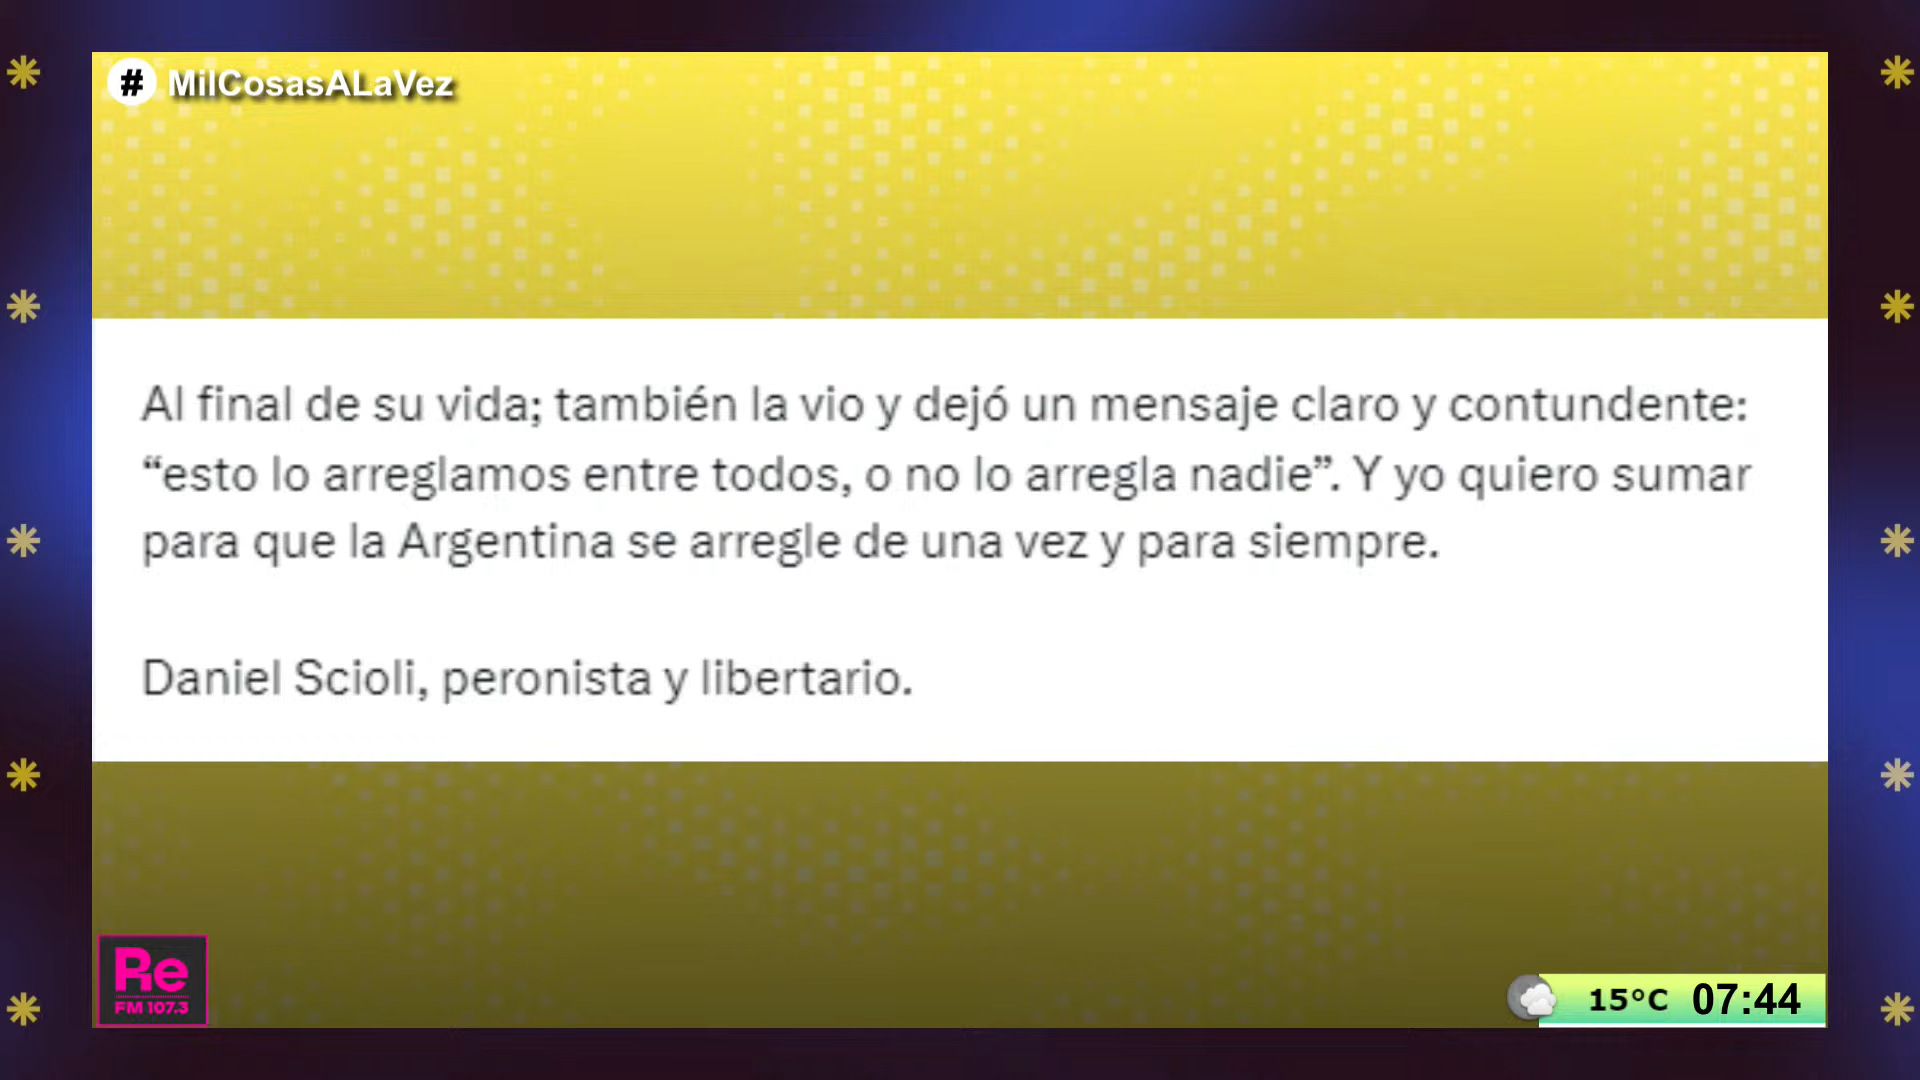 # MilCosasALaVez
Al final de su vida; también la vio y dejó un mensaje claro y contundente:
“esto lo arreglamos entre todos, o no lo arregla nadie”. Y yo quiero sumar
para que la Argentina se arregle de una vez y para siempre.
Daniel Scioli, peronista y libertario.
Re
FM 107.3
15°C 07:44